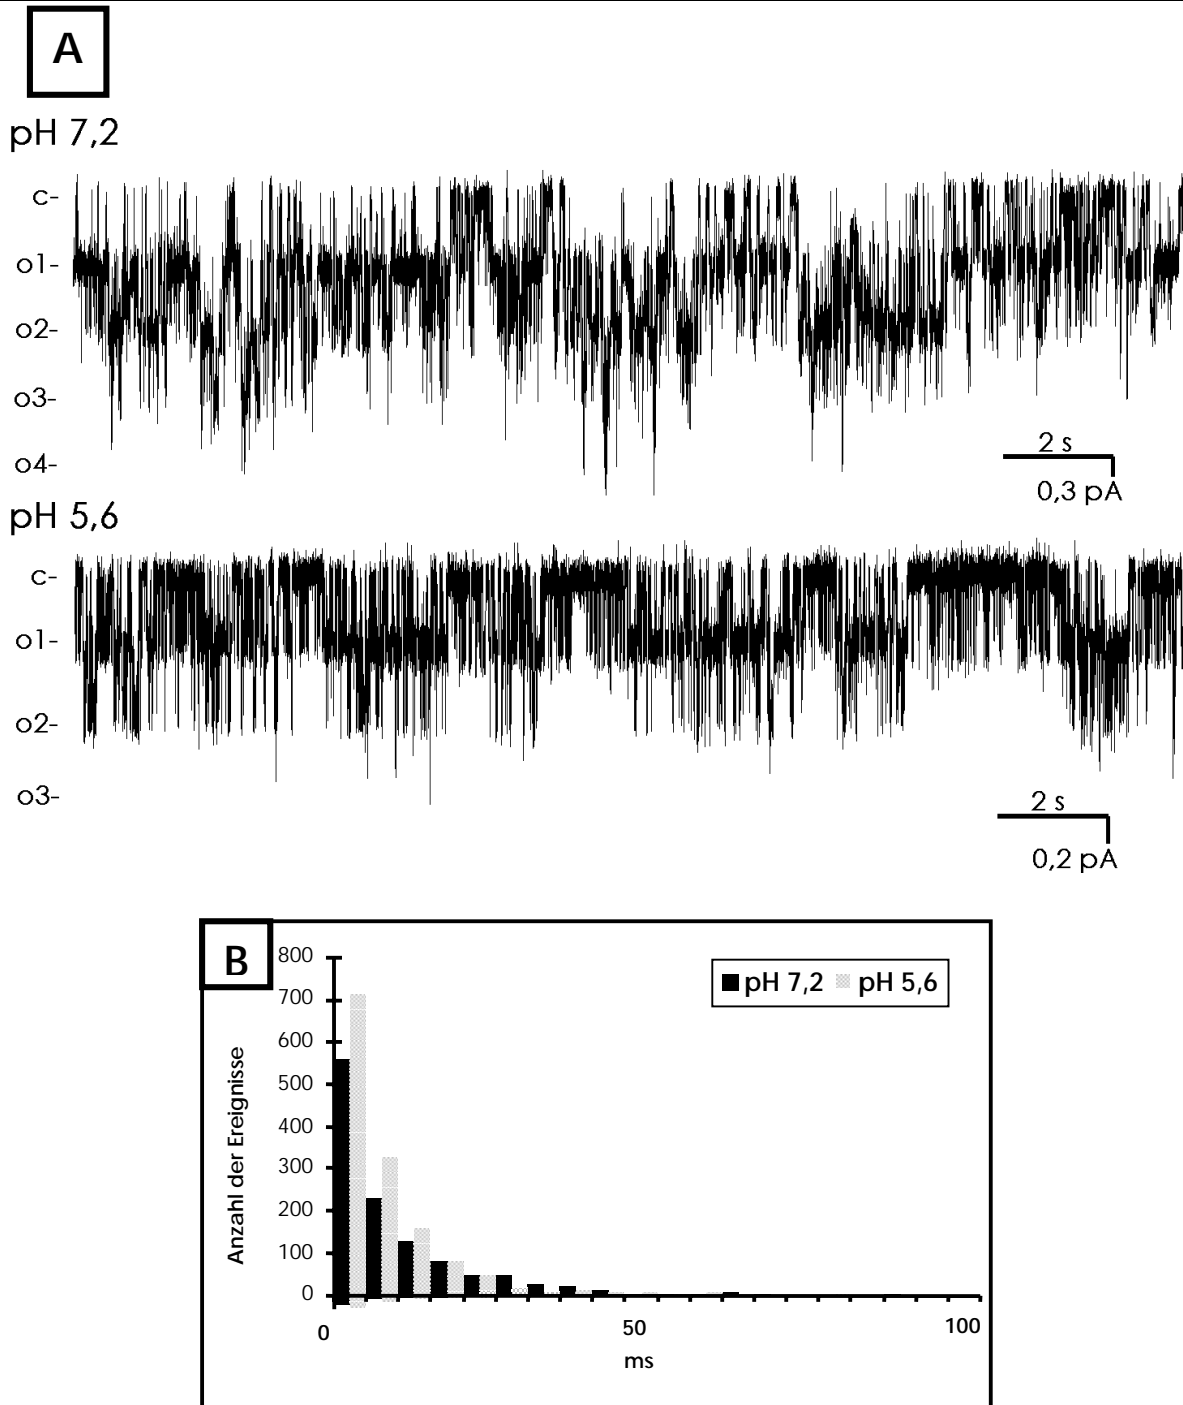 A
pH 7,2
c-
o1-
o2-
o3-
o4-
2 s
0,3 pA
pH 5,6
c-
o1-
o2-
o3-
2 s
0,2 pA
B
800
700
600
500
400
300
200
100
0
Anzahl der Ereignisse
pH 7,2 pH 5,6
0 50 100
ms